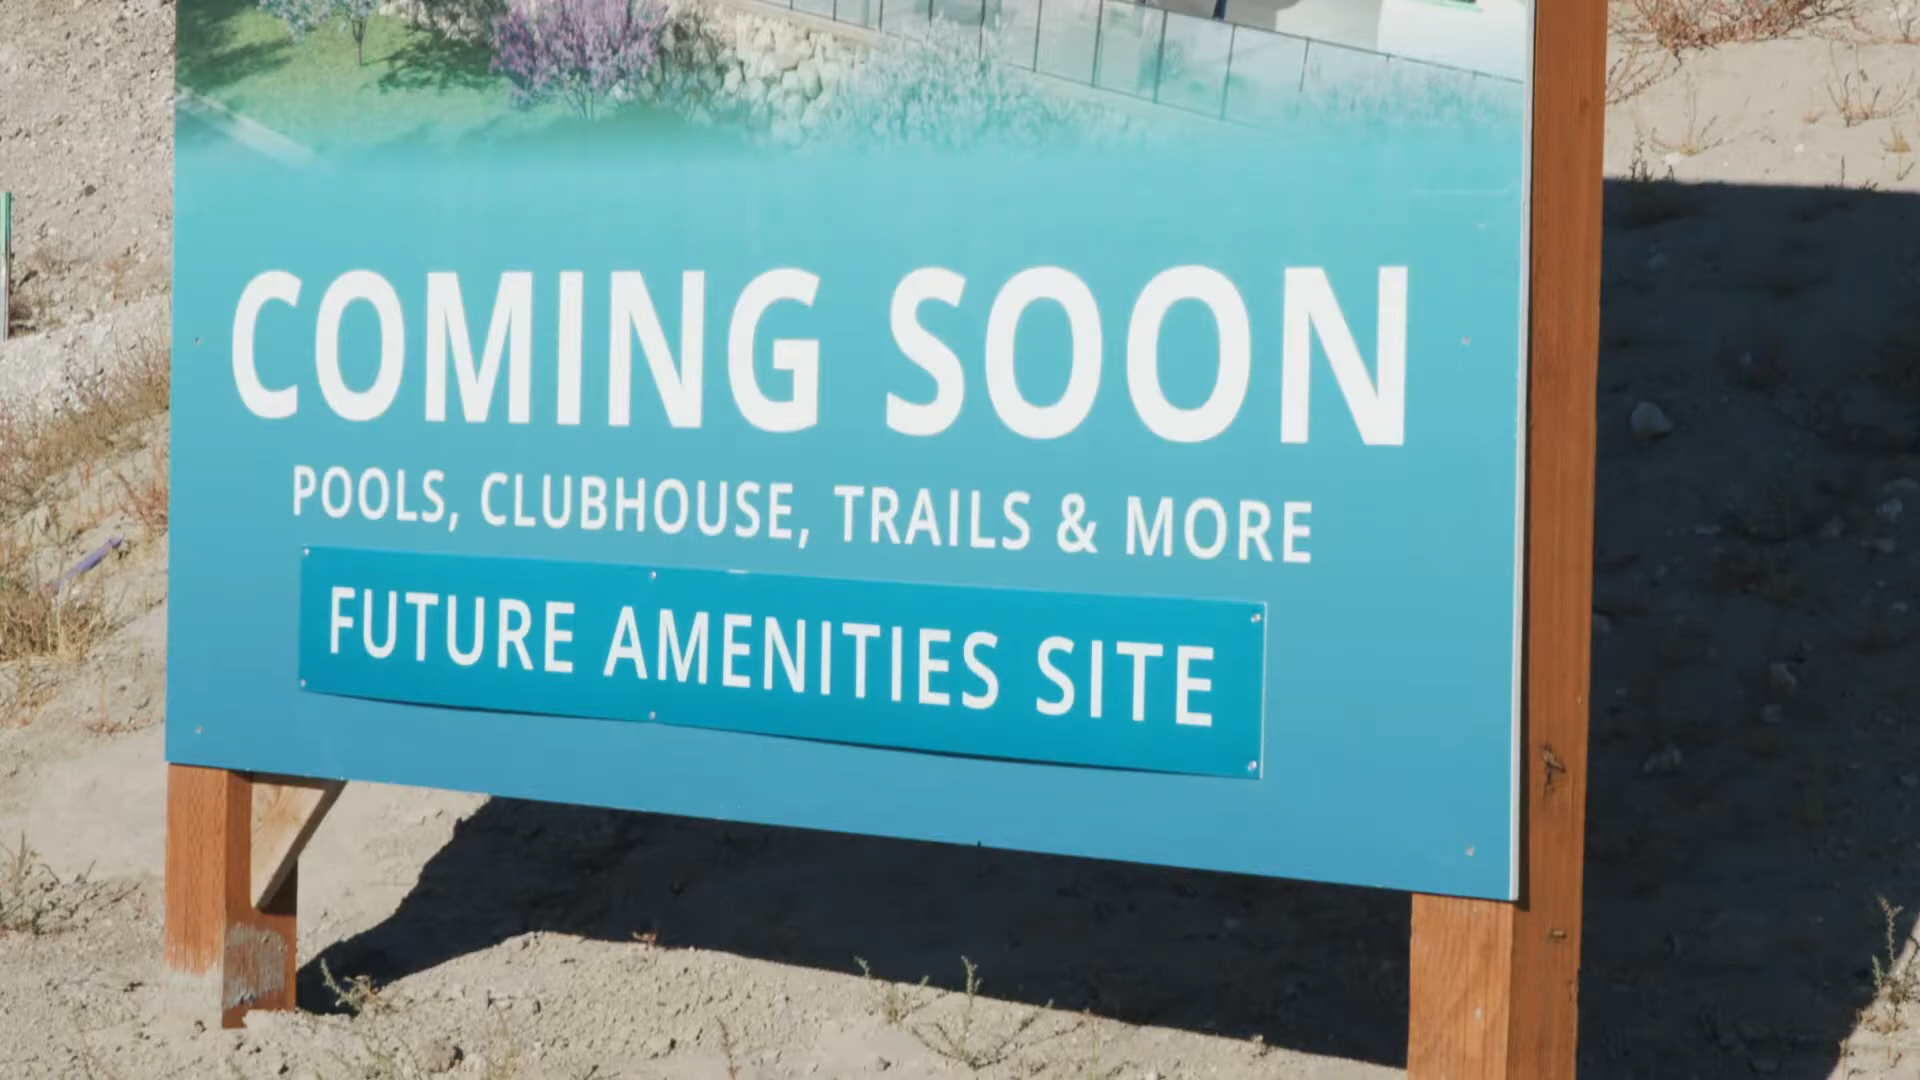 COMING SOON
POOLS, CLUBHOUSE, TRAILS & MORE
FUTURE AMENITIES SITE